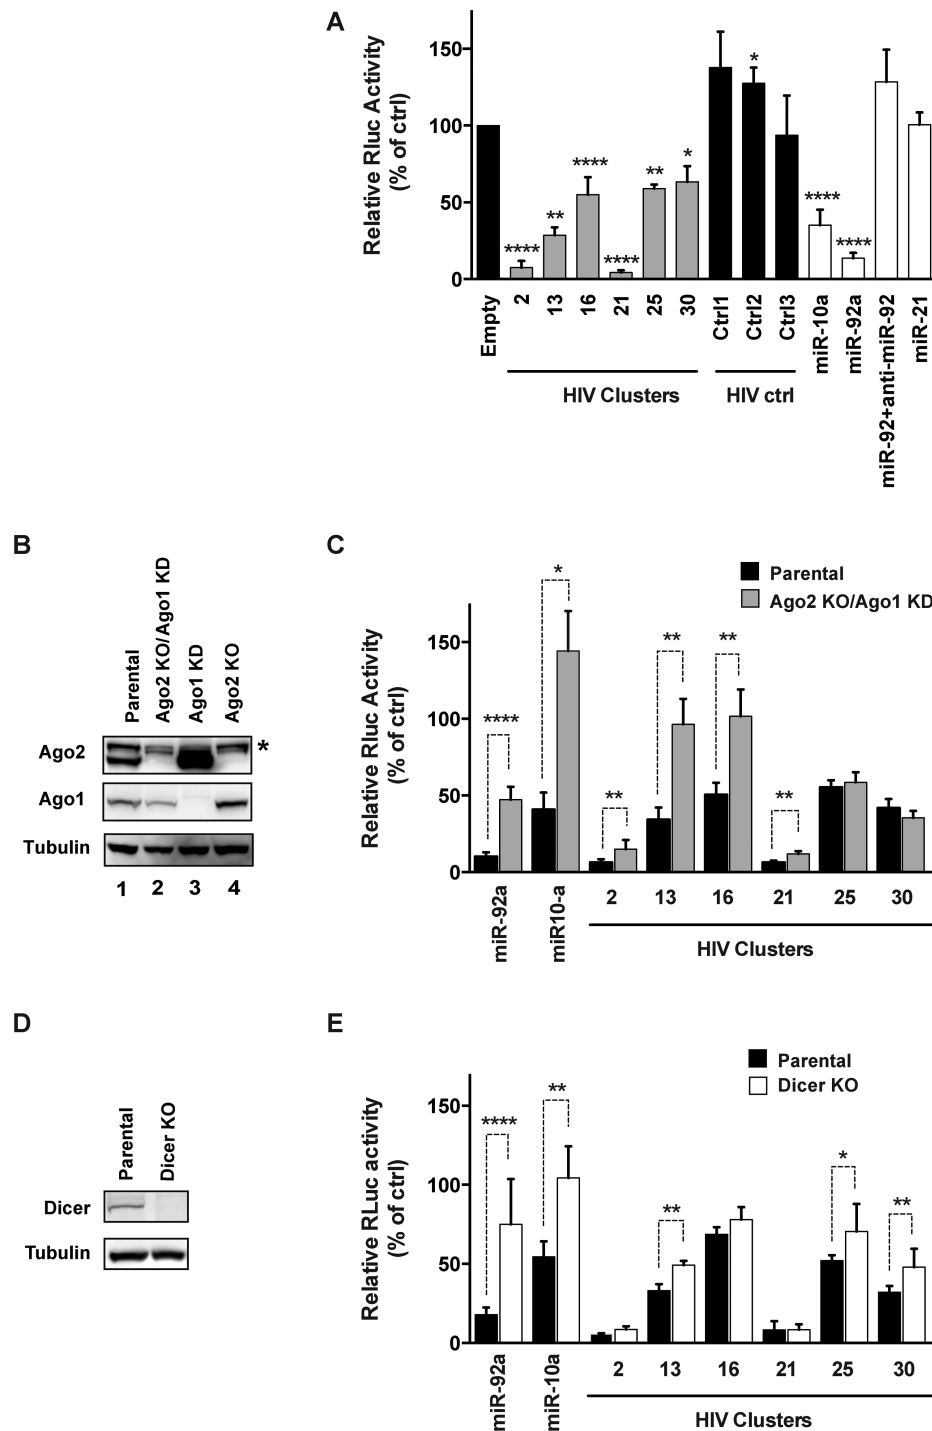 A
Relative Rluc Activity
(% of ctrl)
150
100
50
0
****
**
****
****
**
*
*
****
****
Empty
2
13
16
21
25
30
Ctrl1
Ctrl2
Ctrl3
miR-10a
miR-92a
miR-92+anti-miR-92
miR-21
HIV Clusters
HIV ctrl
B
Parental
Ago2 KO/Ago1 KD
Ago1 KD
Ago2 KO
Ago2
*
Ago1
Tubulin
1 2 3 4
C
Parental
Ago2 KO/Ago1 KD
Relative Rluc Activity
(% of ctrl)
150
100
50
0
****
*
**
**
**
**
miR-92a
miR10-a
2 13 16 21 25 30
HIV Clusters
D
Parental
Dicer KO
Dicer
Tubulin
E
Parental
Dicer KO
Relative RLuc activity
(% of ctrl)
150
100
50
0
****
**
**
*
**
miR-92a
miR-10a
2 13 16 21 25 30
HIV Clusters